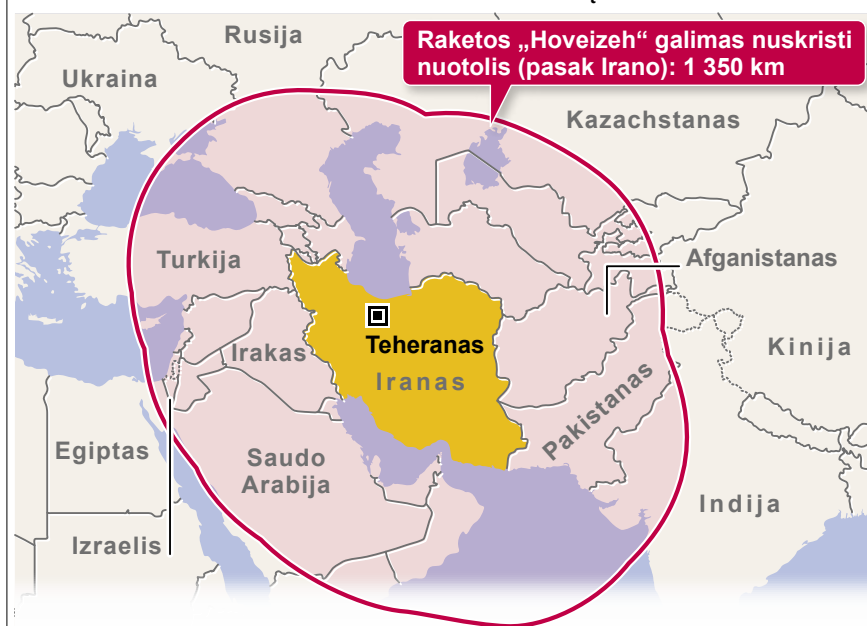 Rusija
Raketos „Hoveizeh“ galimas nuskristi
nuotolis (pasak Irano): 1 350 km
Ukraina
Kazachstanas
Turkija
Afganistanas
Teheranas
Irakas
Iranas
Kinija
Pakistanas
Egiptas
Saudo
Arabija
Indija
Izraelis